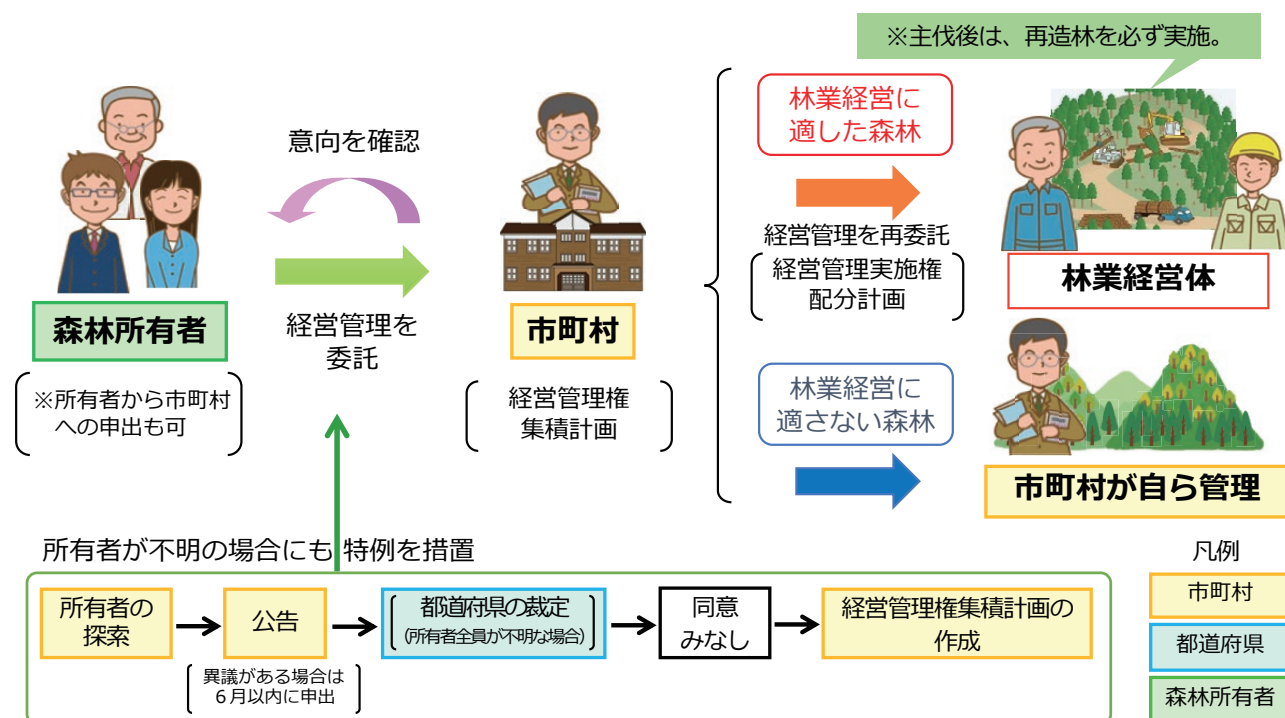 ※主伐後は、再造林を必ず実施。
意向を確認
森林所有者
経営管理を
委託
※所有者から市町村
への申出も可
市町村
経営管理権
集積計画
林業経営に
適した森林
経営管理を再委託
経営管理実施権
配分計画
林業経営体
林業経営に
適さない森林
市町村が自ら管理
所有者が不明の場合にも特例を措置
所有者の
探索
公告
異議がある場合は
6月以内に申出
都道府県の裁定
(所有者全員が不明な場合)
同意
みなし
経営管理権集積計画の
作成
凡例
市町村
都道府県
森林所有者